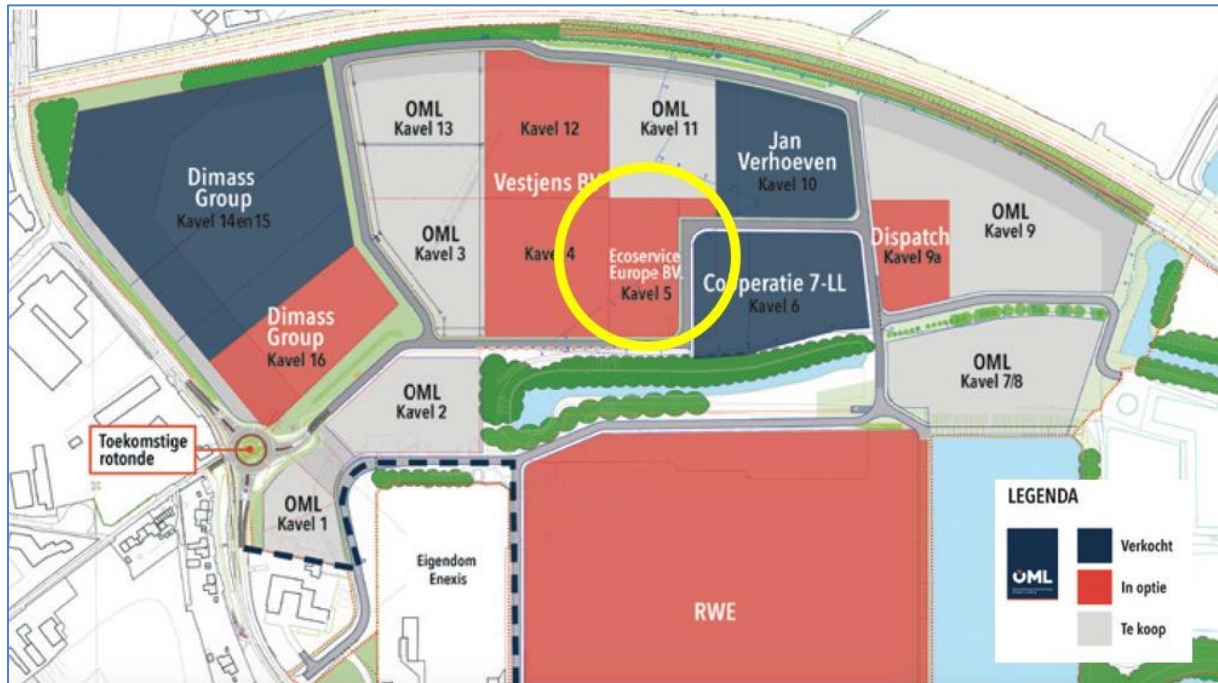 OML
Kavel 13
Kavel 12
OML
Kavel 11
Jan
Verhoeven
Kavel 10
Dimass
Group
Kavel 14en15
Vestjens BV
OML
Kavel 9
OML
Kavel 3
Kavel 4
Ecoservice
Europe BV.
Kavel 5
Dispatch
Kavel 9a
Cooperatie 7-LL
Kavel 6
Dimass
Group
Kavel 16
OML
Kavel 2
OML
Kavel 7/8
Toekomstige
rotonde
OML
Kavel 1
Eigendom
Enexis
RWE
LEGENDA
OML
Verkocht
In optie
Te koop